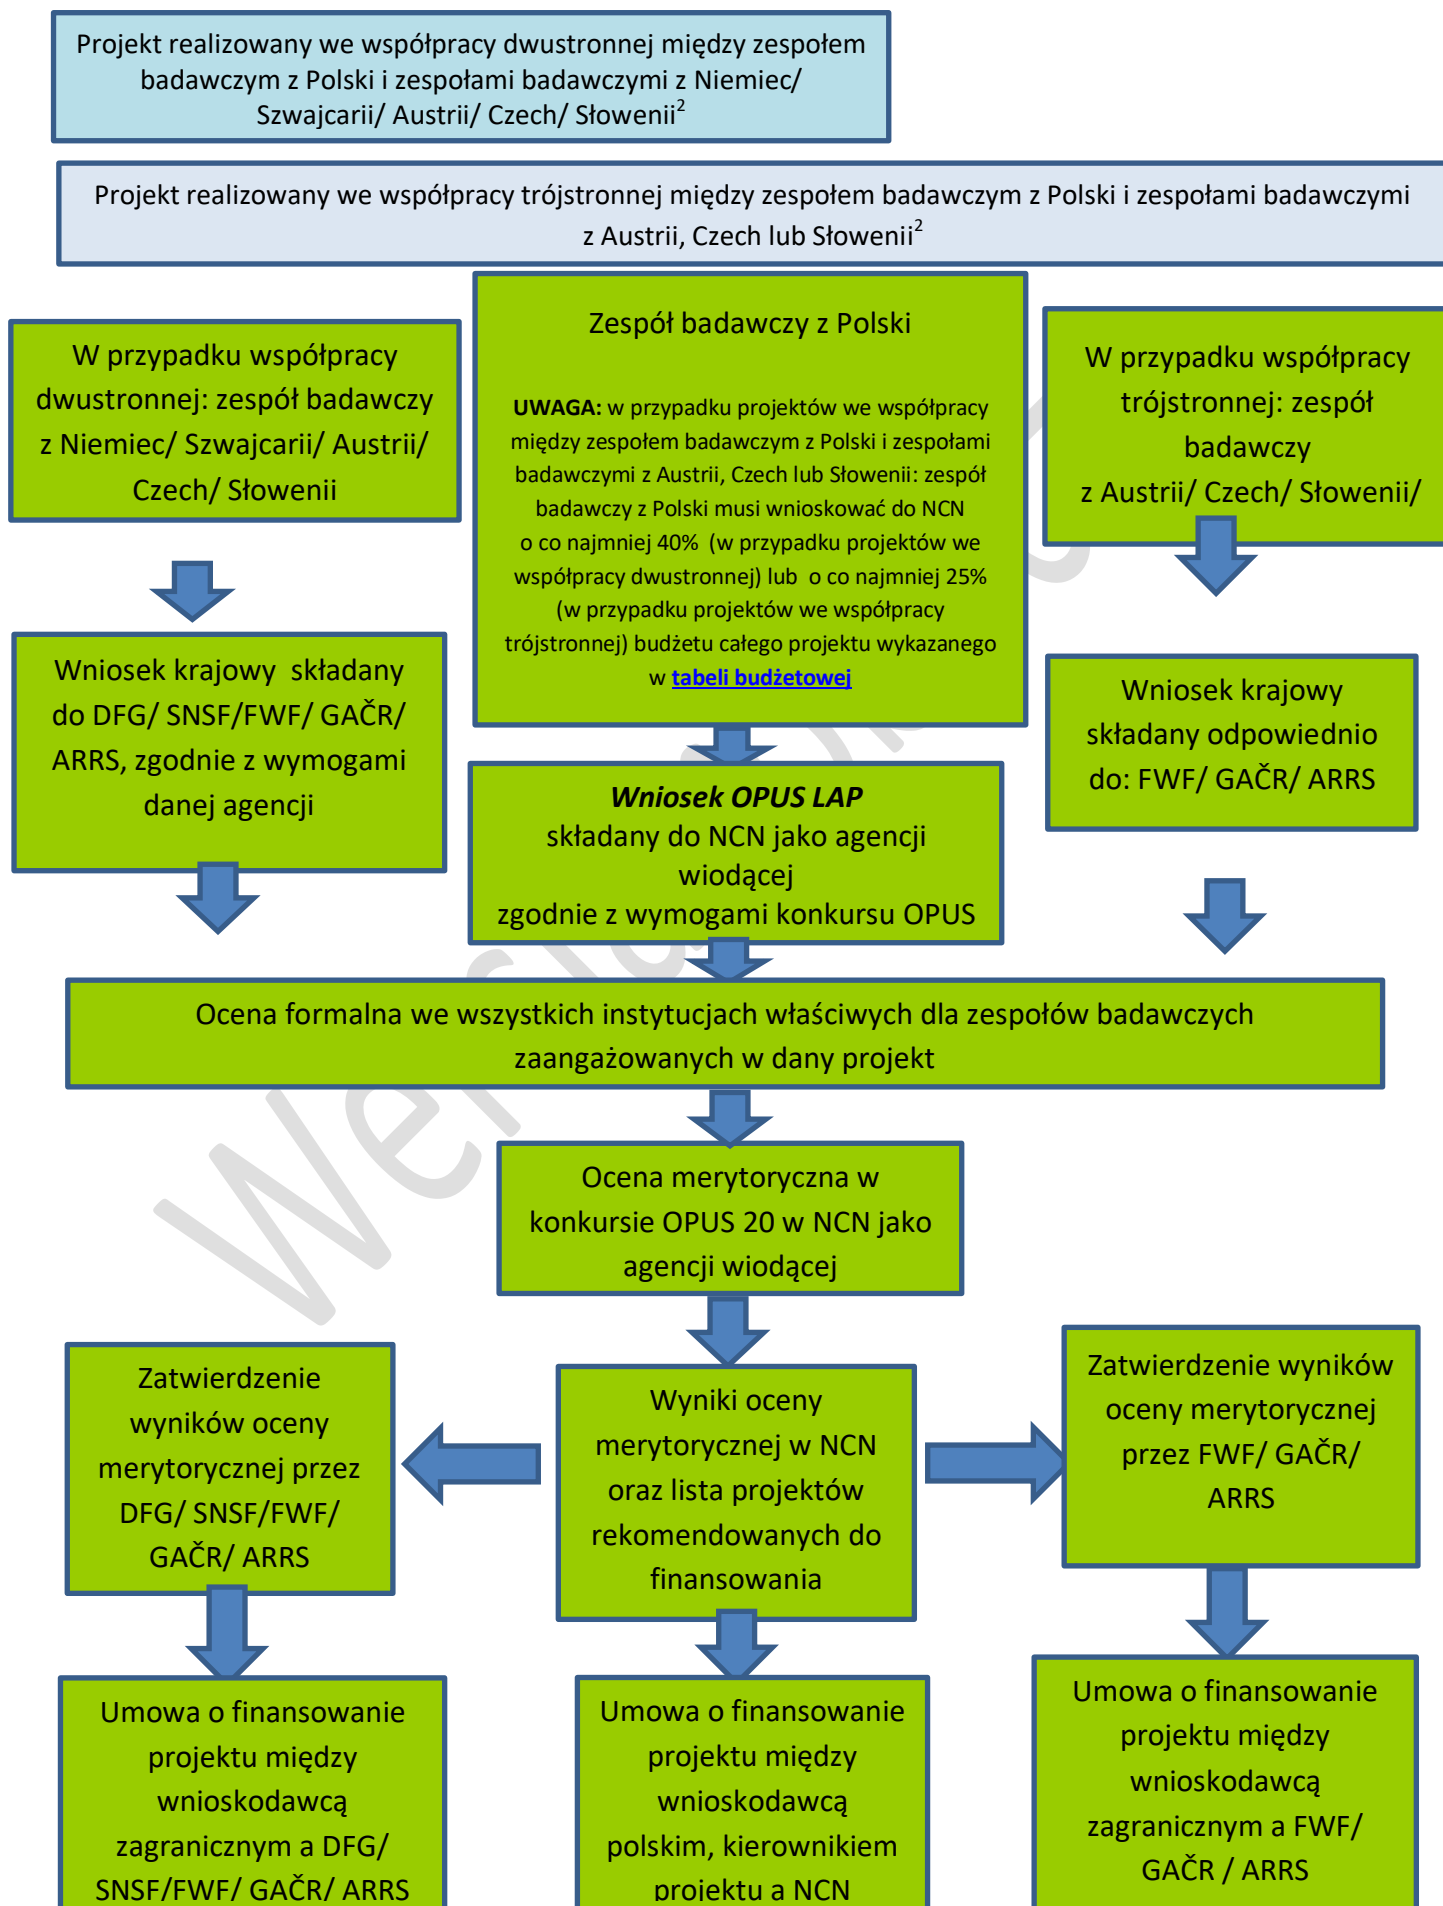 Projekt realizowany we współpracy dwustronnej między zespołem
badawczym z Polski i zespołami badawczymi z Niemiec/
Szwajcarii/ Austrii/ Czech/ Słowenii²
Projekt realizowany we współpracy trójstronnej między zespołem badawczym z Polski i zespołami badawczymi
z Austrii, Czech lub Słowenii²
W przypadku współpracy
dwustronnej: zespół badawczy
z Niemiec/ Szwajcarii/ Austrii/
Czech/ Słowenii
Zespół badawczy z Polski
UWAGA: w przypadku projektów we współpracy
między zespołem badawczym z Polski i zespołami
badawczymi z Austrii, Czech lub Słowenii: zespół
badawczy z Polski musi wnioskować do NCN
o co najmniej 40% (w przypadku projektów we
współpracy dwustronnej) lub o co najmniej 25%
(w przypadku projektów we współpracy
trójstronnej) budżetu całego projektu wykazanego
w tabeli budżetowej
W przypadku współpracy
trójstronnej: zespół
badawczy
z Austrii/ Czech/ Słowenii/
Wniosek krajowy składany
do DFG/ SNSF/FWF/ GAČR/
ARRS, zgodnie z wymogami
danej agencji
Wniosek OPUS LAP
składany do NCN jako agencji
wiodącej
zgodnie z wymogami konkursu OPUS
Wniosek krajowy
składany odpowiednio
do: FWF/ GAČR/ ARRS
Ocena formalna we wszystkich instytucjach właściwych dla zespołów badawczych
zaangażowanych w dany projekt
Ocena merytoryczna w
konkursie OPUS 20 w NCN jako
agencji wiodącej
Zatwierdzenie
wyników oceny
merytorycznej przez
DFG/ SNSF/FWF/
GAČR/ ARRS
Wyniki oceny
merytorycznej w NCN
oraz lista projektów
rekomendowanych do
finansowania
Zatwierdzenie wyników
oceny merytorycznej
przez FWF/ GAČR/
ARRS
Umowa o finansowanie
projektu między
wnioskodawcą
zagranicznym a DFG/
SNSF/FWF/ GAČR/ ARRS
Umowa o finansowanie
projektu między
wnioskodawcą
polskim, kierownikiem
projektu a NCN
Umowa o finansowanie
projektu między
wnioskodawcą
zagranicznym a FWF/
GAČR / ARRS